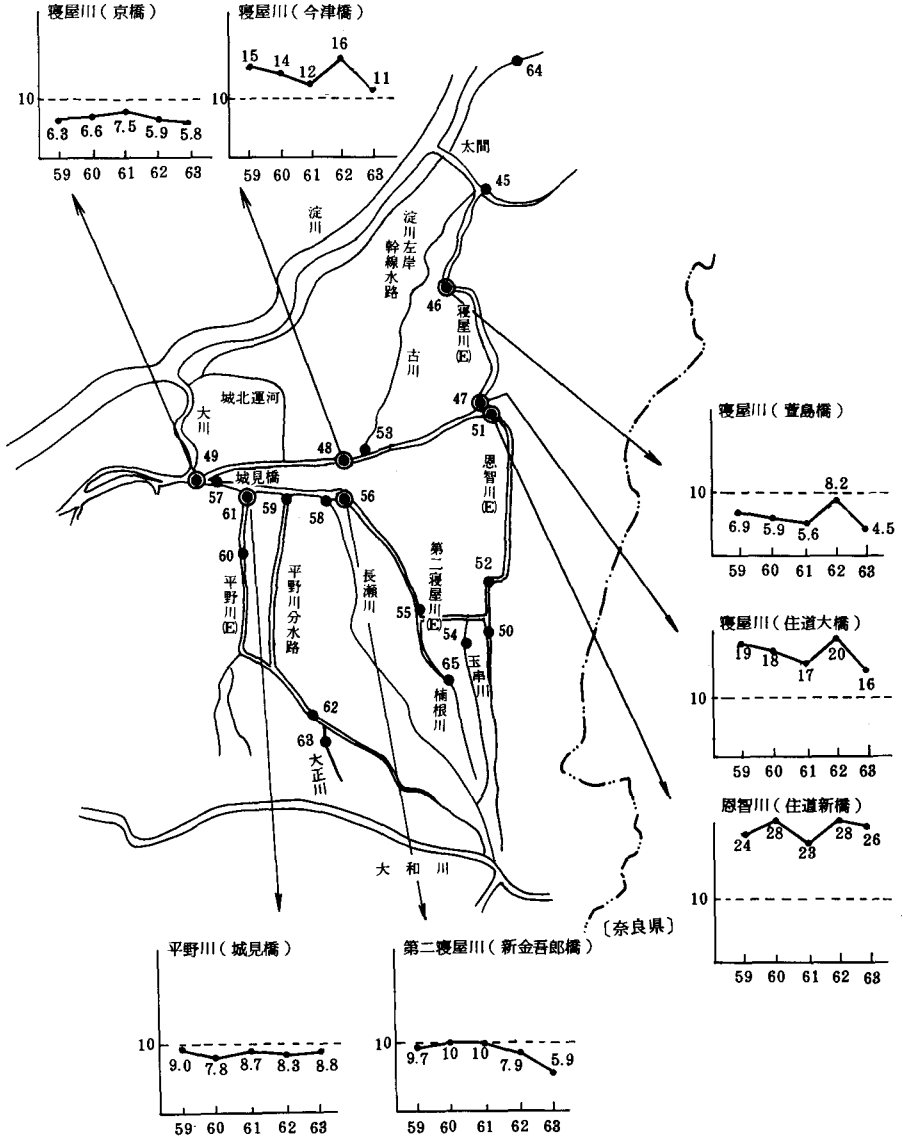 寝屋川(京橋)
10
6.3 6.6 7.5 5.9 5.8
59 60 61 62 63
寝屋川(今津橋)
15 14 12 16 11
10
59 60 61 62 63
64
太間
45
淀川
淀川左岸
幹線水路
46
寝屋川(E)
古川
47
51
大川
城北運河
53
48
49
城見橋
57
恩智川(E)
61
59
58
56
60
平野川(E)
平野川分水路
長瀬川
第二寝屋川(E)
52
55
54
50
玉串川
65
楠根川
62
63
大正川
大和川
〔奈良県〕
寝屋川(萱島橋)
10
6.9 5.9 5.6 8.2 4.5
59 60 61 62 63
寝屋川(住道大橋)
19 18 17 20 16
10
59 60 61 62 63
恩智川(住道新橋)
24 28 23 28 26
10
59 60 61 62 63
平野川(城見橋)
10
9.0 7.8 8.7 8.3 8.8
59 60 61 62 63
第二寝屋川(新金吾郎橋)
10
9.7 10 10 7.9 5.9
59 60 61 62 63